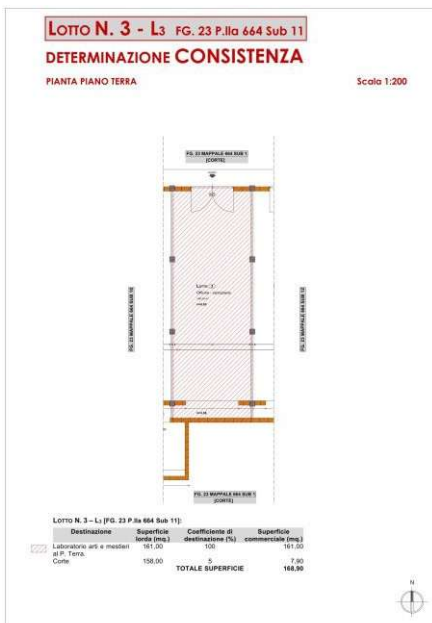 LOTTO N. 3 - L3 FG. 23 P.lla 664 Sub 11
DETERMINAZIONE CONSISTENZA
PIANTA PIANO TERRA Scala 1:200
FG. 23 MAPPALE 664 SUB 1
[CORTE]
FG. 23 MAPPALE 664 SUB 10
FG. 23 MAPPALE 664 SUB 12
Lotto 3
FG. 23 MAPPALE 664 SUB 1
[CORTE]
LOTTO N. 3 – L3 [FG. 23 P.lla 664 Sub 11]:
Destinazione Superficie lorda (mq.) Coefficiente di destinazione (%) Superficie commerciale (mq.)
Laboratorio arti e mestieri al P. Terra. 161,00 100 161,00
Corte 158,00 5 7,90
TOTALE SUPERFICIE 168,90
N